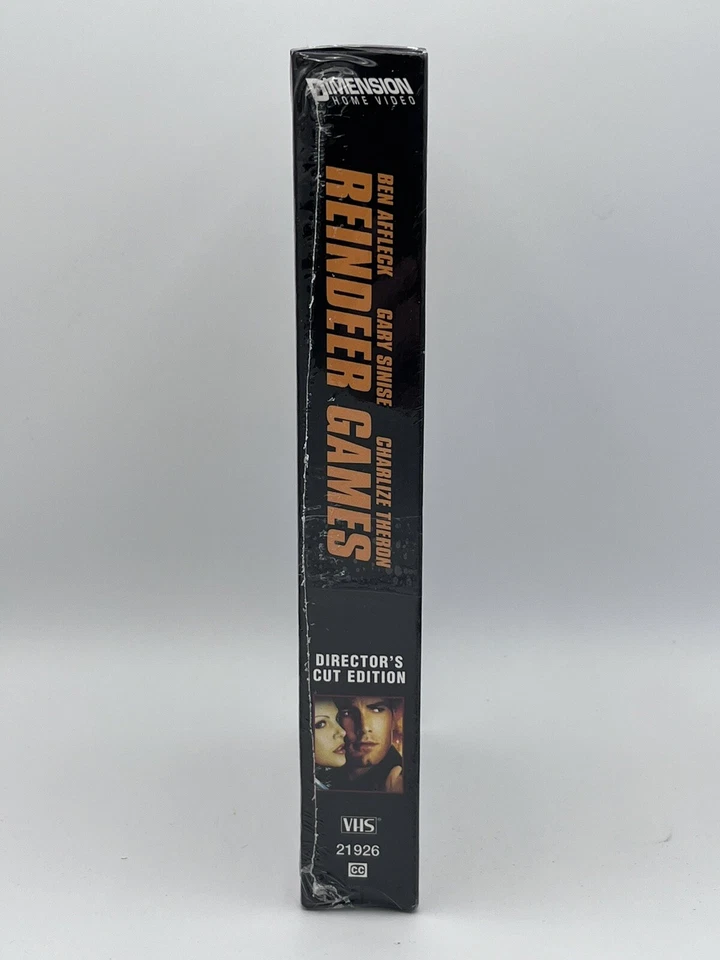 DIMENSION
HOME VIDEO
BEN AFFLECK GARY SINISE CHARLIZE THERON
REINDEER GAMES
DIRECTOR'S
CUT EDITION
VHS
21926
CC